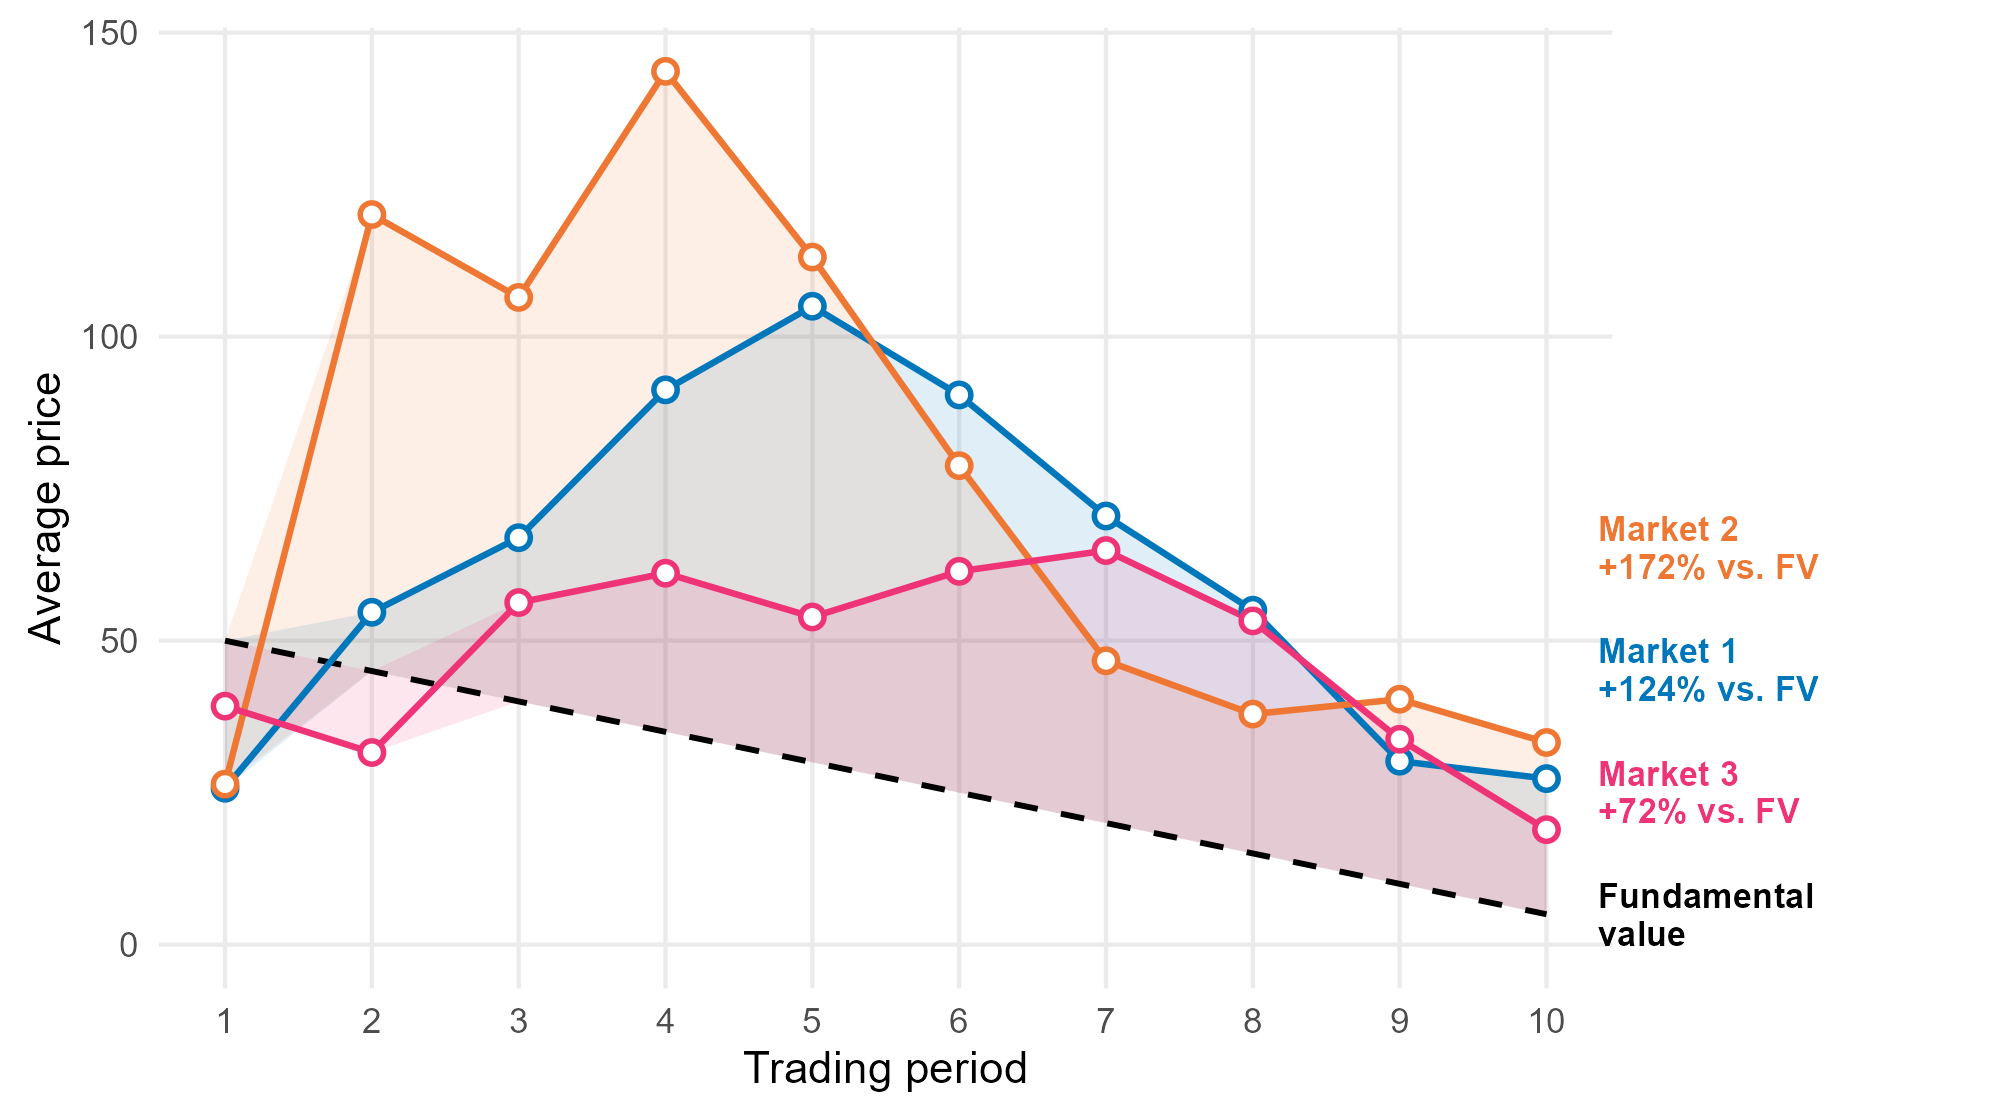 150
100
50
0
Average price
1 2 3 4 5 6 7 8 9 10
Trading period
Market 2
+172% vs. FV
Market 1
+124% vs. FV
Market 3
+72% vs. FV
Fundamental
value